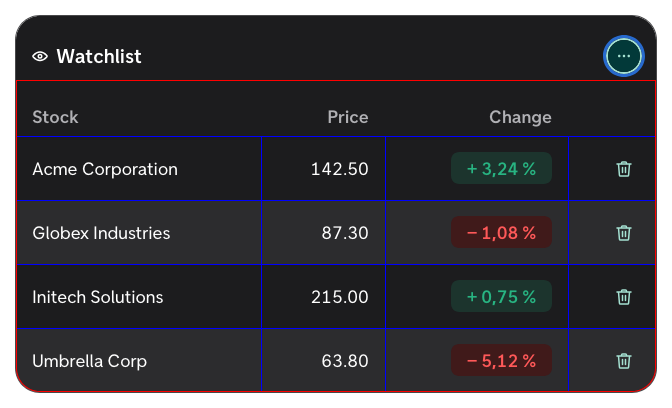 Watchlist
Stock Price Change
Acme Corporation 142.50 + 3,24 %
Globex Industries 87.30 − 1,08 %
Initech Solutions 215.00 + 0,75 %
Umbrella Corp 63.80 − 5,12 %